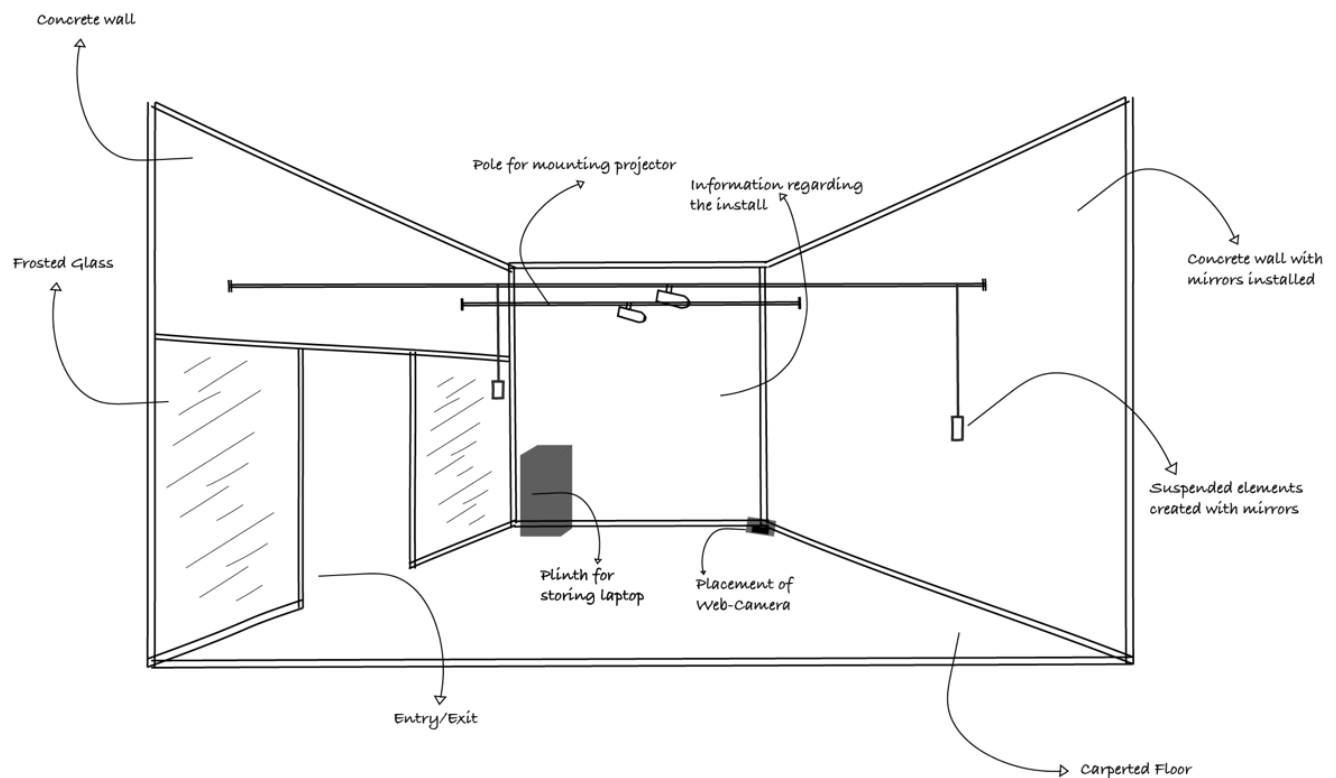 Concrete wall
Pole for mounting projector
Information regarding
the install
Frosted Glass
Concrete wall with
mirrors installed
Suspended elements
created with mirrors
Plinth for
storing laptop
Placement of
Web-Camera
Entry/Exit
Carperted Floor